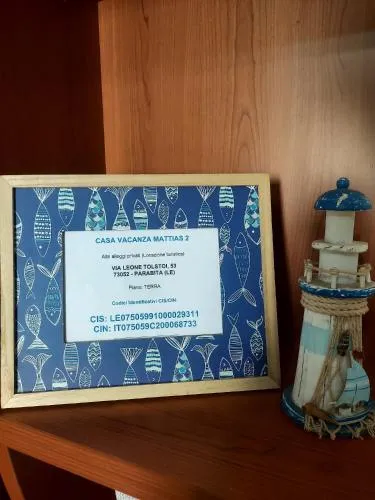 CASA VACANZA MATTIAS 2
Altri alloggi privati (Locazione turistica)
VIA LEONE TOLSTOI, 53
73052 - PARABITA (LE)
Piano: TERRA
Codici Identificativi CIS/CIN:
CIS: LE07505991000029311
CIN: IT075059C200068733